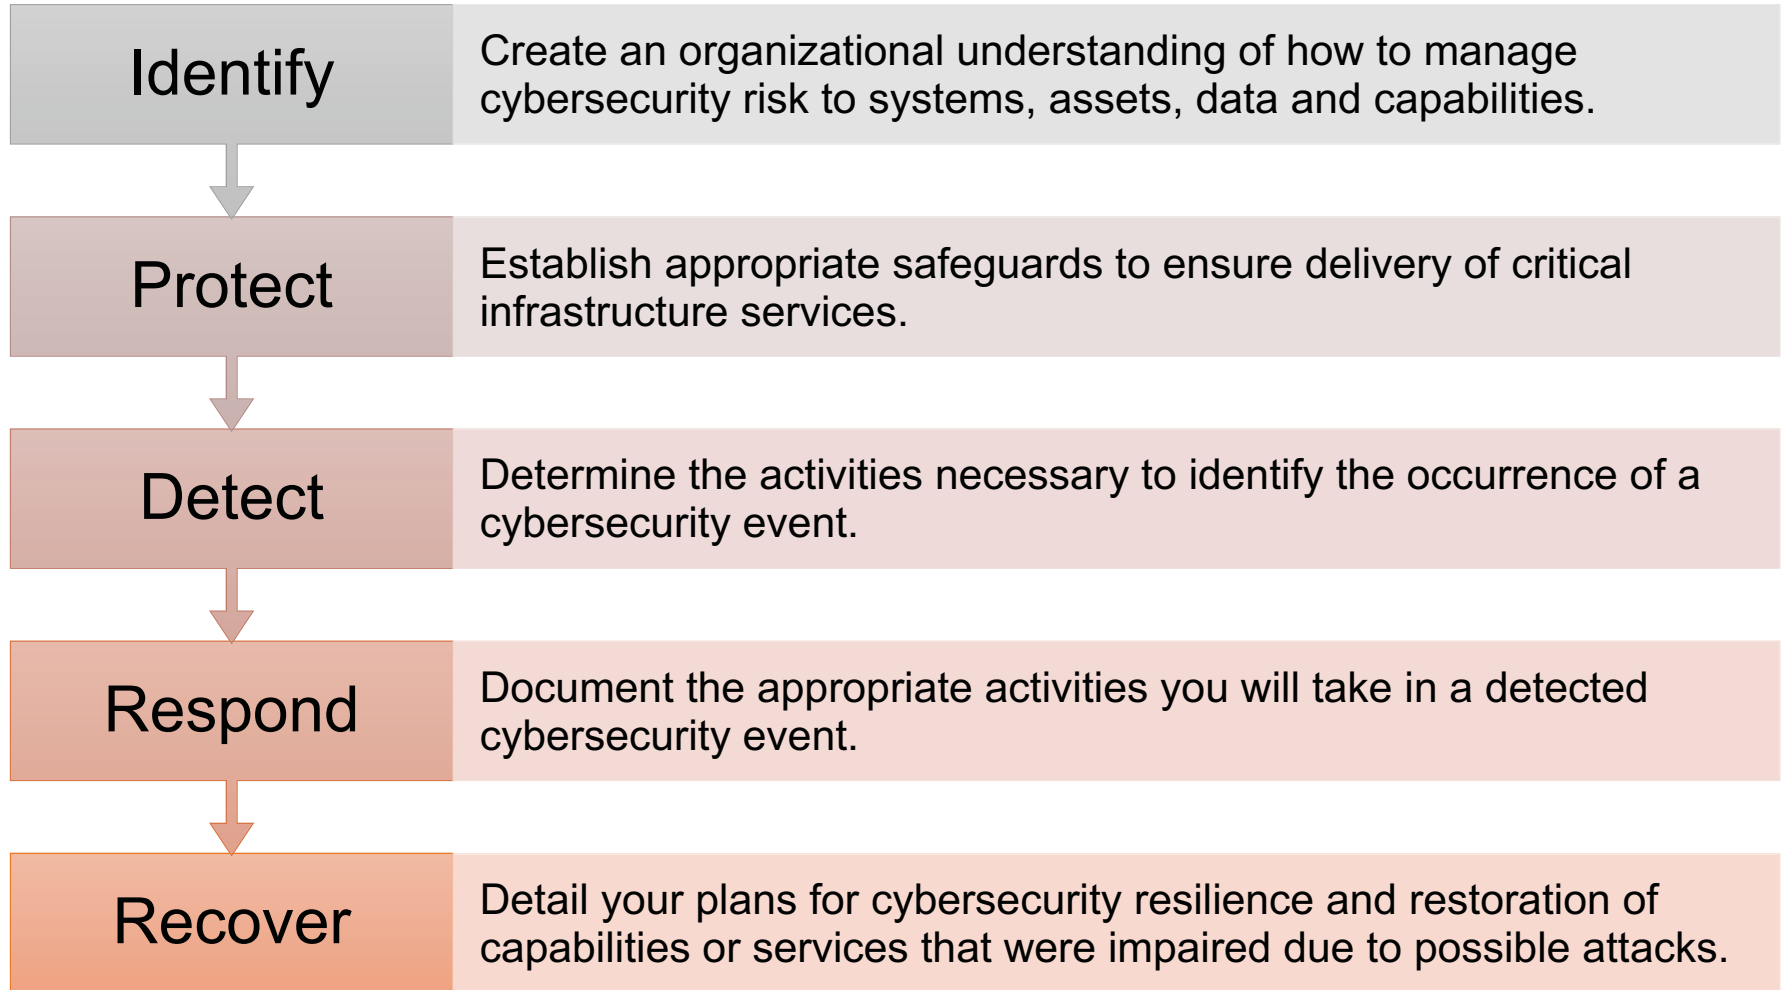 Identify
Create an organizational understanding of how to manage
cybersecurity risk to systems, assets, data and capabilities.
Protect
Establish appropriate safeguards to ensure delivery of critical
infrastructure services.
Detect
Determine the activities necessary to identify the occurrence of a
cybersecurity event.
Respond
Document the appropriate activities you will take in a detected
cybersecurity event.
Recover
Detail your plans for cybersecurity resilience and restoration of
capabilities or services that were impaired due to possible attacks.